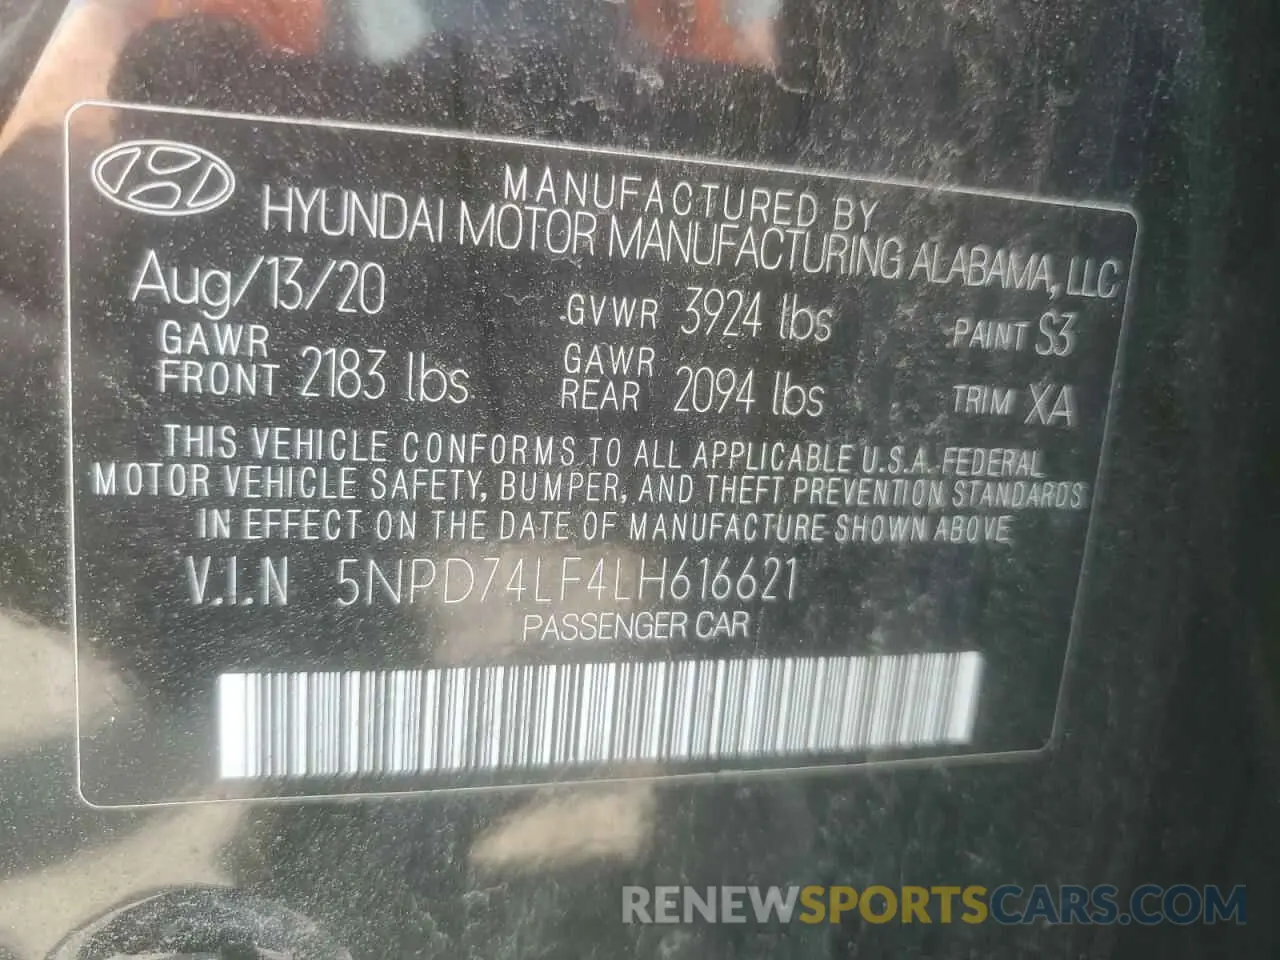 MANUFACTURED BY
HYUNDAI MOTOR MANUFACTURING ALABAMA, LLC
Aug/13/20 GVWR 3924 lbs PAINT S3
GAWR FRONT 2183 lbs GAWR REAR 2094 lbs TRIM XA
THIS VEHICLE CONFORMS TO ALL APPLICABLE U.S.A. FEDERAL
MOTOR VEHICLE SAFETY, BUMPER, AND THEFT PREVENTION STANDARDS
IN EFFECT ON THE DATE OF MANUFACTURE SHOWN ABOVE
V.I.N 5NPD74LF4LH616621
PASSENGER CAR
RENEWSPORTSCARS.COM